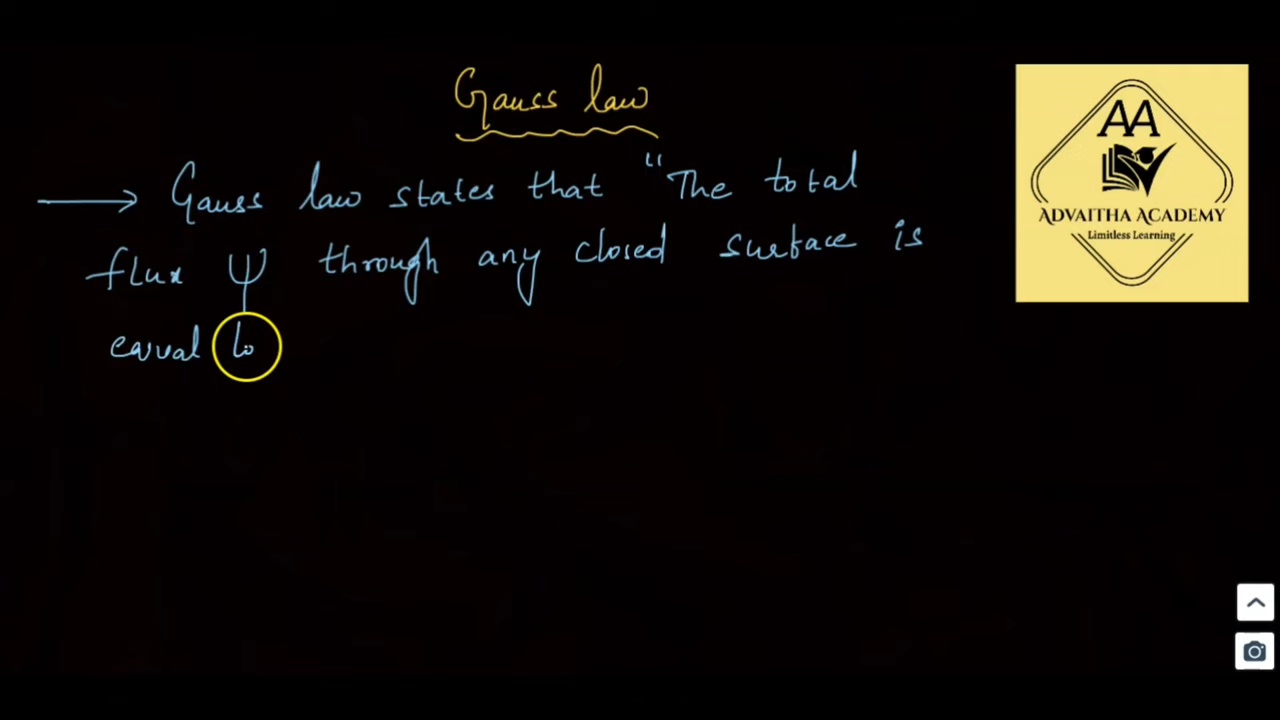 Gauss law
→ Gauss law states that "The total
flux ψ through any closed surface is
equal to
AA
ADVAITHA ACADEMY
Limitless Learning